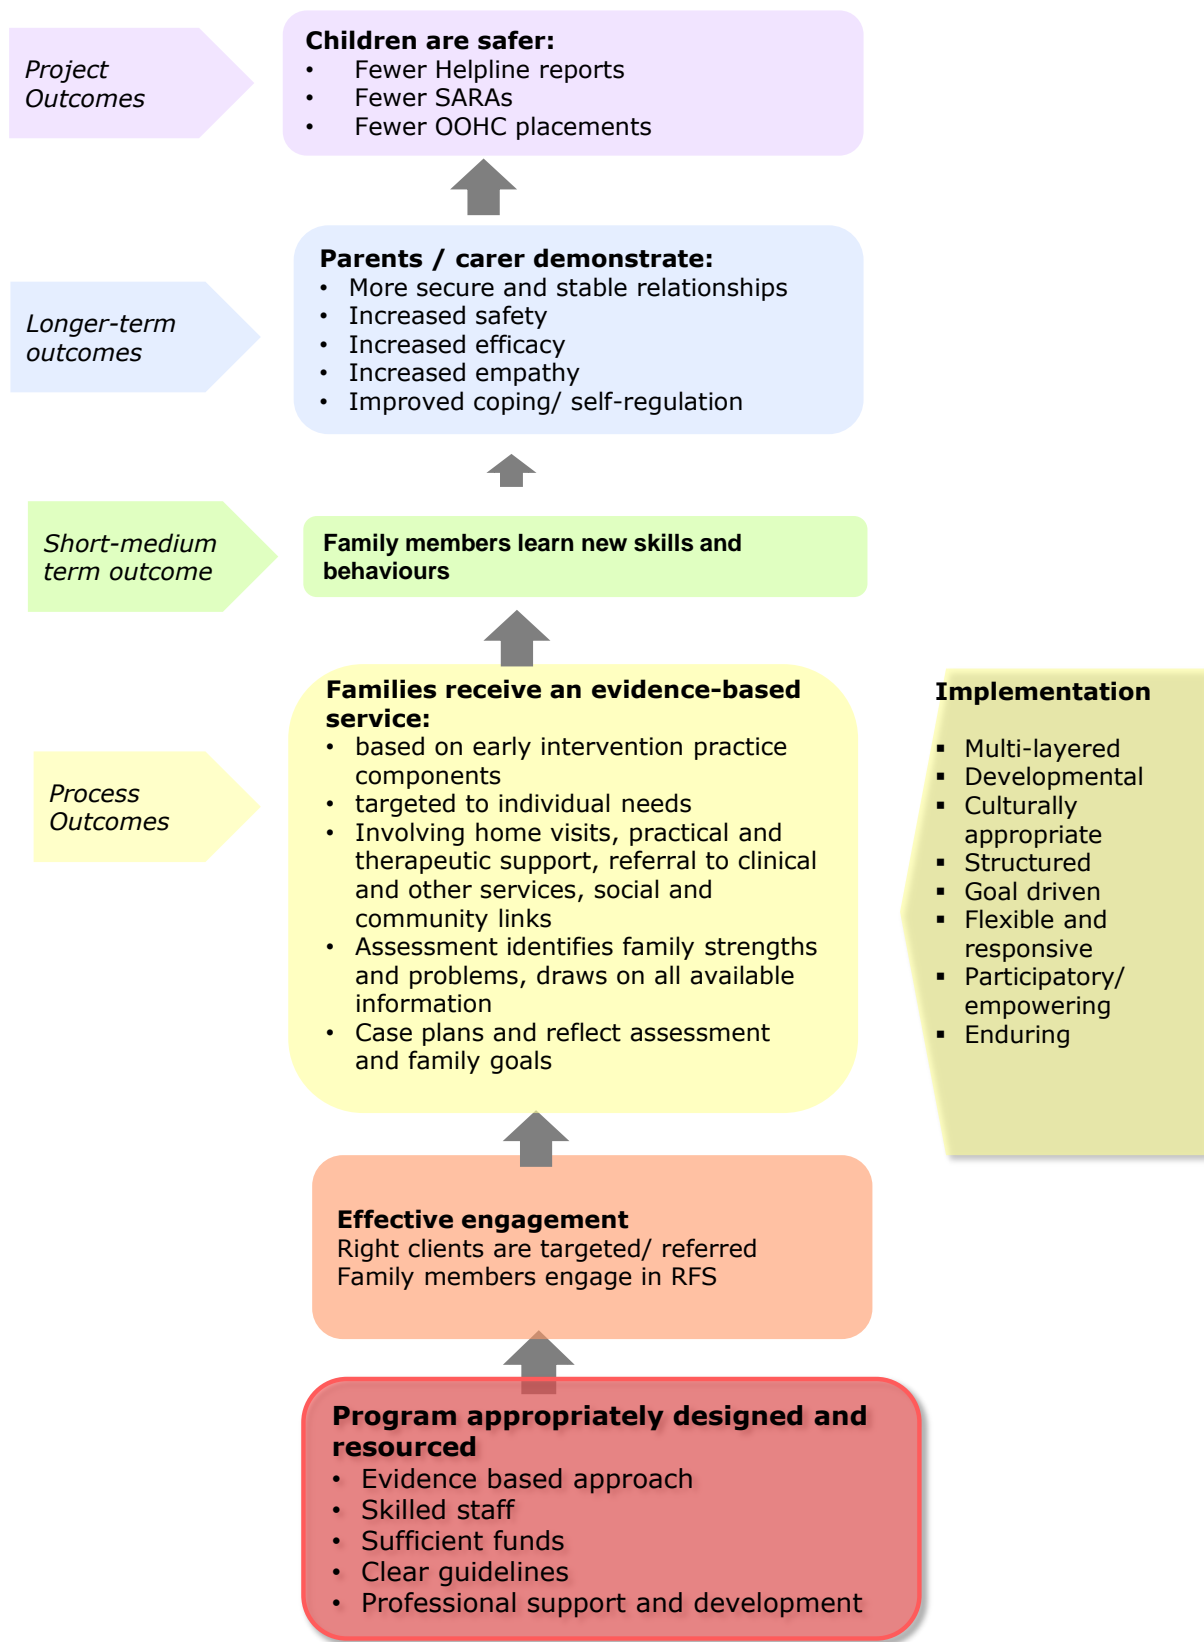 Project
Outcomes
Children are safer:
• Fewer Helpline reports
• Fewer SARAs
• Fewer OOHC placements
Longer-term
outcomes
Parents / carer demonstrate:
• More secure and stable relationships
• Increased safety
• Increased efficacy
• Increased empathy
• Improved coping/ self-regulation
Short-medium
term outcome
Family members learn new skills and
behaviours
Process
Outcomes
Families receive an evidence-based
service:
• based on early intervention practice
components
• targeted to individual needs
• Involving home visits, practical and
therapeutic support, referral to clinical
and other services, social and
community links
• Assessment identifies family strengths
and problems, draws on all available
information
• Case plans and reflect assessment
and family goals
Implementation
▪ Multi-layered
▪ Developmental
▪ Culturally
appropriate
▪ Structured
▪ Goal driven
▪ Flexible and
responsive
▪ Participatory/
empowering
▪ Enduring
Effective engagement
Right clients are targeted/ referred
Family members engage in RFS
Program appropriately designed and
resourced
• Evidence based approach
• Skilled staff
• Sufficient funds
• Clear guidelines
• Professional support and development